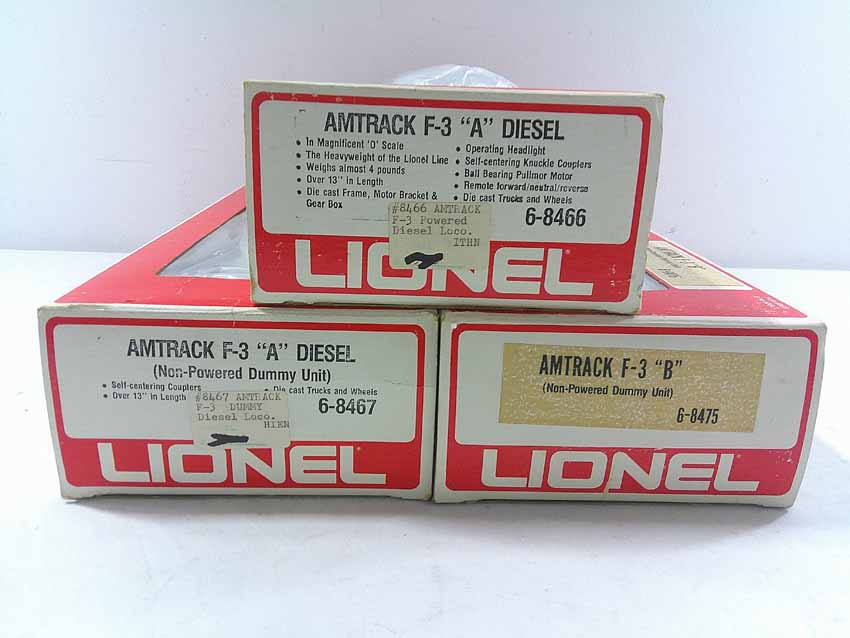 AMTRACK F-3 “A” DIESEL
• In Magnificent 'O' Scale
• The Heavyweight of the Lionel Line
• Weighs almost 4 pounds
• Over 13" in Length
• Die cast Frame, Motor Bracket &
Gear Box
• Operating Headlight
• Self-centering Knuckle Couplers
• Ball Bearing Pullmor Motor
• Remote forward/neutral/reverse
• Die cast Trucks and Wheels
6-8466
#8466 AMTRACK
F-3 Powered
Diesel Loco.
ITHN
LIONEL
AMTRACK F-3 “A” DIESEL
(Non-Powered Dummy Unit)
• Self-centering Couplers
• Over 13" in Length
Die cast Trucks and Wheels
6-8467
#8467 AMTRACK
F-3 DUMMY
Diesel Loco.
HIEN
LIONEL
AMTRACK F-3 “B”
(Non-Powered Dummy Unit)
6-8475
LIONEL